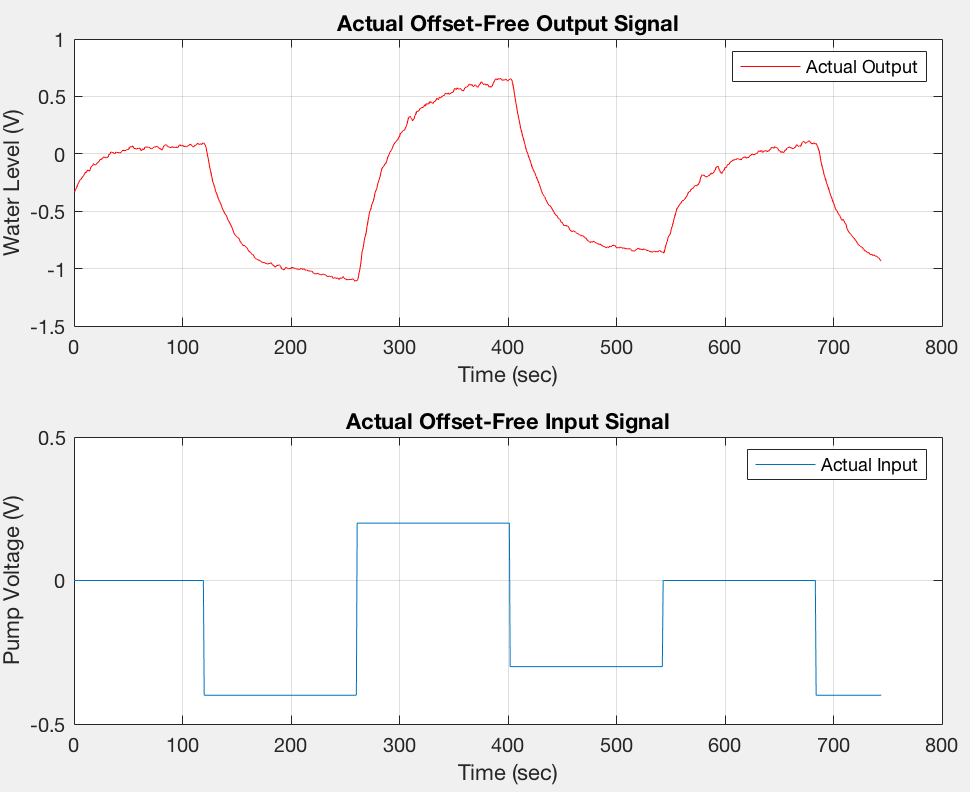 Actual Offset-Free Output Signal
1
0.5
0
-0.5
-1
-1.5
Water Level (V)
Actual Output
0 100 200 300 400 500 600 700 800
Time (sec)
Actual Offset-Free Input Signal
0.5
0
-0.5
Pump Voltage (V)
Actual Input
0 100 200 300 400 500 600 700 800
Time (sec)